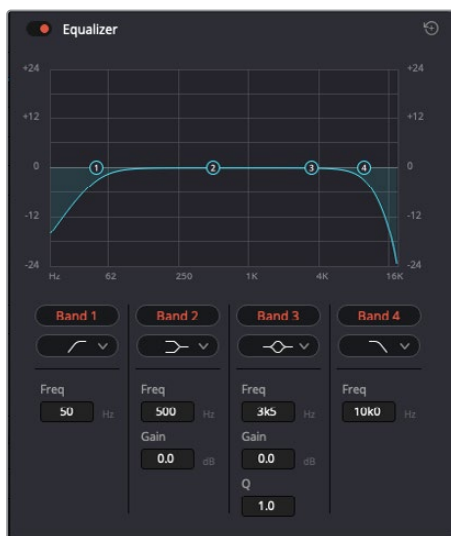 Equalizer
+24 +24
+12 +12
0 1 2 3 4 0
-12 -12
-24 -24
Hz 62 250 1K 4K 16K
Band 1 Band 2 Band 3 Band 4
Freq Freq Freq Freq
50 Hz 500 Hz 3k5 Hz 10k0 Hz
Gain Gain
0.0 dB 0.0 dB
Q
1.0